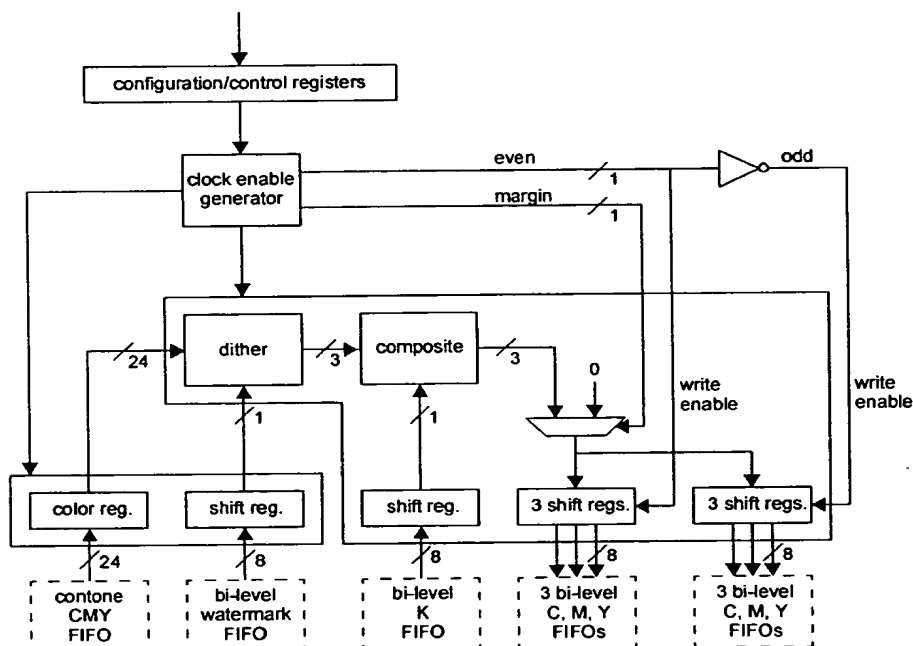 configuration/control registers
clock enable
generator
even
1
margin
1
odd
dither
composite
24
3
3
0
1
1
write
enable
write
enable
color reg.
shift reg.
shift reg.
3 shift regs.
3 shift regs.
24
8
8
8
8
contone
CMY
FIFO
bi-level
watermark
FIFO
bi-level
K
FIFO
3 bi-level
C, M, Y
FIFOs
3 bi-level
C, M, Y
FIFOs